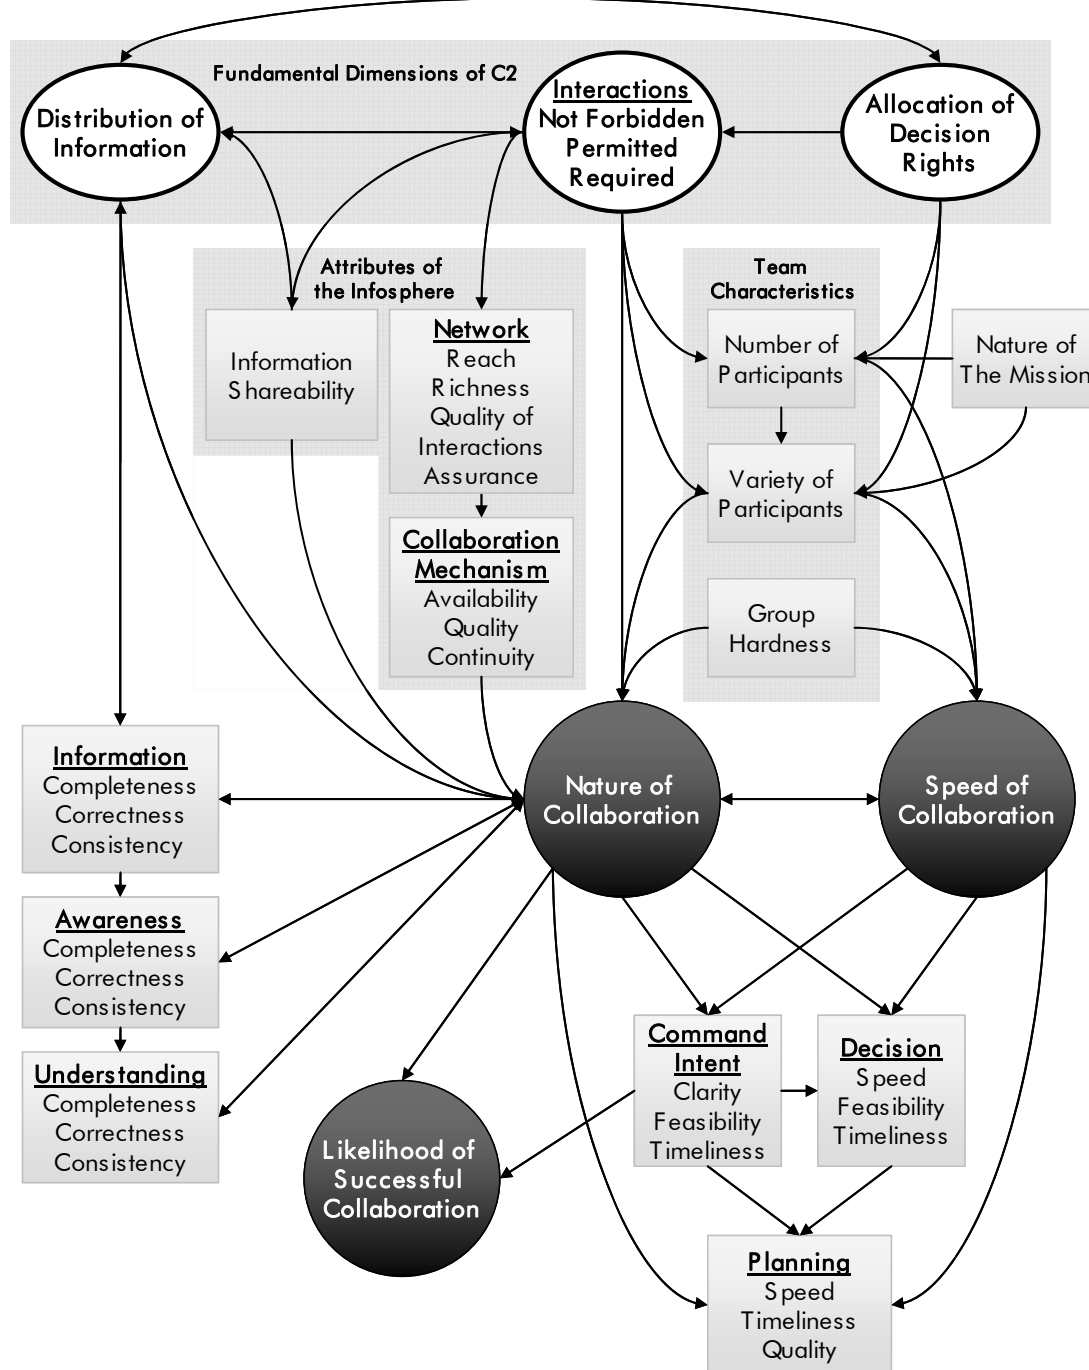 Fundamental Dimensions of C2
Distribution of
Information
Interactions
Not Forbidden
Permitted
Required
Allocation of
Decision
Rights
Attributes of
the Infosphere
Information
Shareability
Network
Reach
Richness
Quality of
Interactions
Assurance
Collaboration
Mechanism
Availability
Quality
Continuity
Team
Characteristics
Number of
Participants
Variety of
Participants
Group
Hardness
Nature of
The Mission
Information
Completeness
Correctness
Consistency
Awareness
Completeness
Correctness
Consistency
Understanding
Completeness
Correctness
Consistency
Nature of
Collaboration
Speed of
Collaboration
Likelihood of
Successful
Collaboration
Command
Intent
Clarity
Feasibility
Timeliness
Decision
Speed
Feasibility
Timeliness
Planning
Speed
Timeliness
Quality